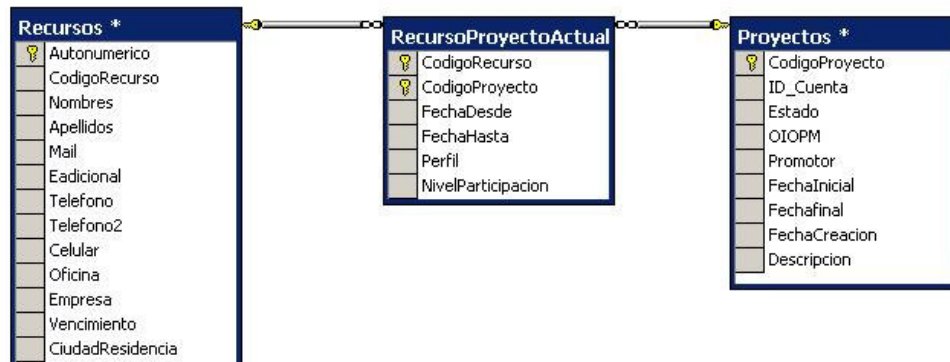 Recursos *
Autonumerico
CodigoRecurso
Nombres
Apellidos
Mail
Eadicional
Telefono
Telefono2
Celular
Oficina
Empresa
Vencimiento
CiudadResidencia
RecursoProyectoActual
CodigoRecurso
CodigoProyecto
FechaDesde
FechaHasta
Perfil
NivelParticipacion
Proyectos *
CodigoProyecto
ID_Cuenta
Estado
OIOPM
Promotor
FechaInicial
Fechafinal
FechaCreacion
Descripcion